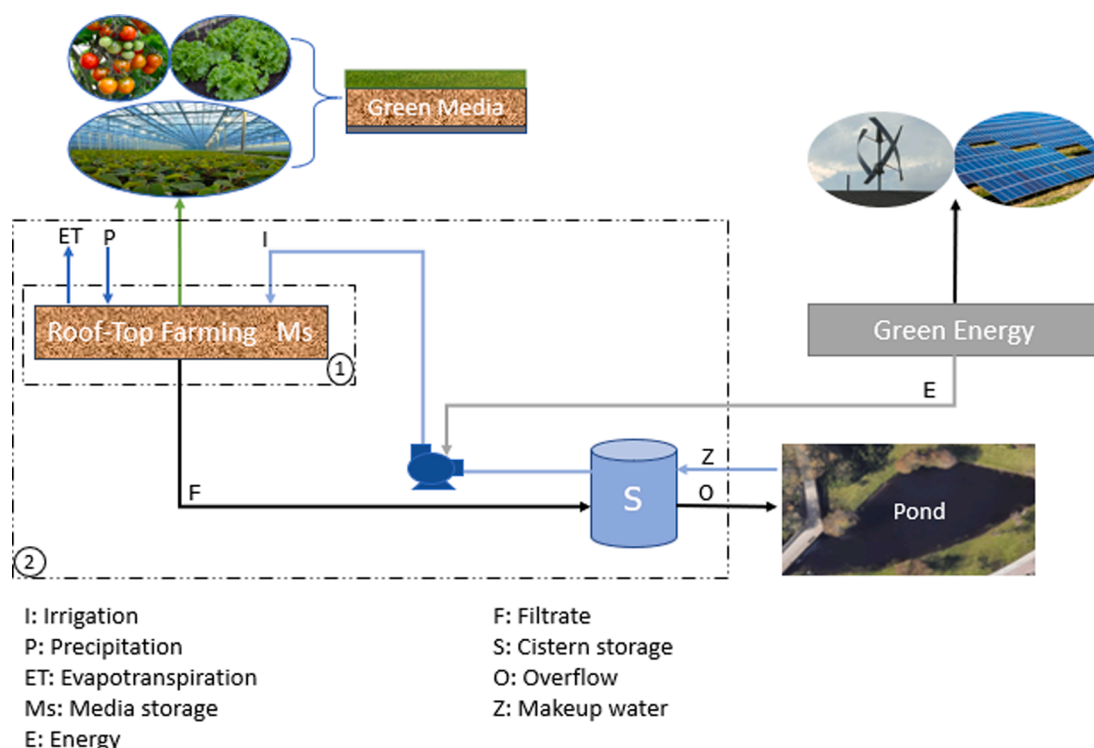 Green Media
ET
P
I
Roof-Top Farming Ms
1
Green Energy
E
F
S
Z
O
Pond
2
I: Irrigation
P: Precipitation
ET: Evapotranspiration
Ms: Media storage
E: Energy
F: Filtrate
S: Cistern storage
O: Overflow
Z: Makeup water